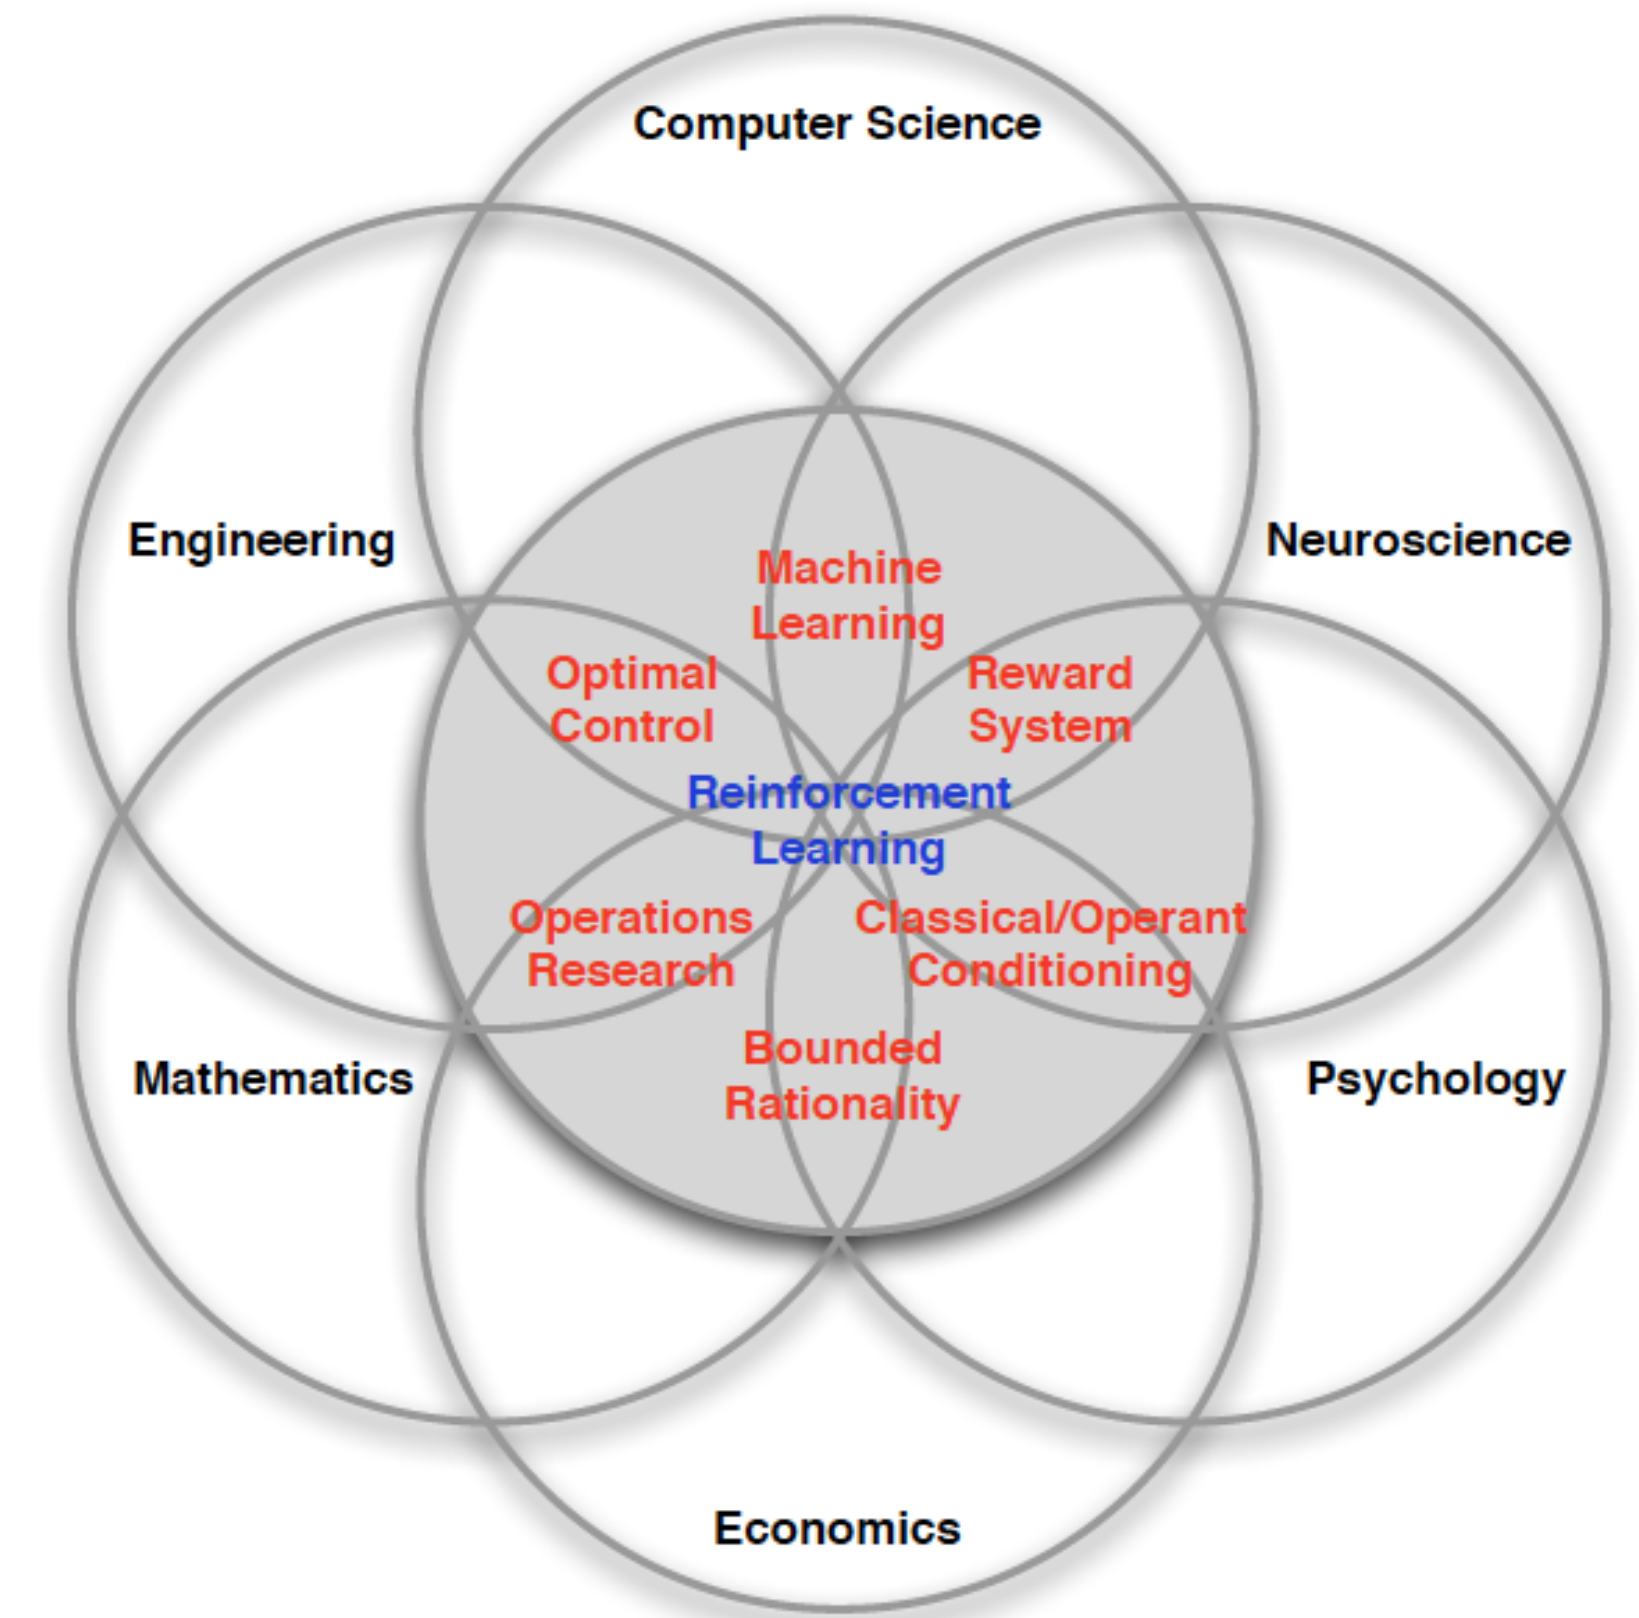 Computer Science
Engineering
Neuroscience
Machine
Learning
Optimal
Control
Reward
System
Reinforcement
Learning
Operations
Research
Classical/Operant
Conditioning
Bounded
Rationality
Mathematics
Psychology
Economics